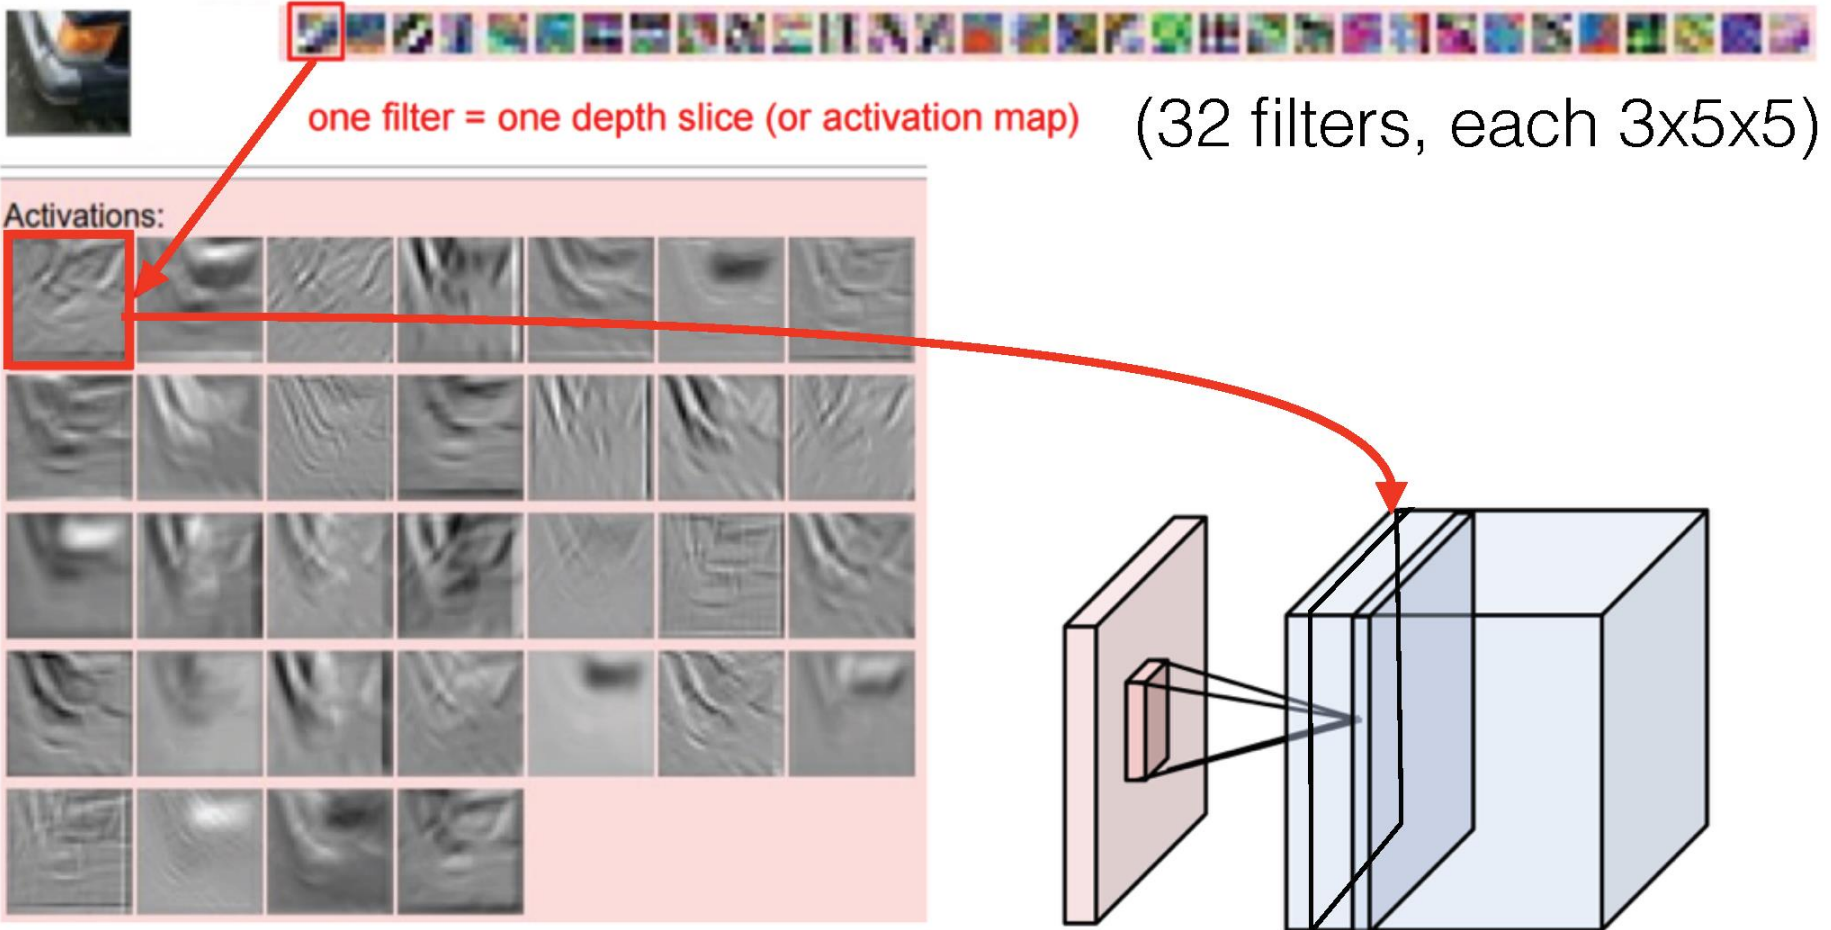 one filter = one depth slice (or activation map)
(32 filters, each 3x5x5)
Activations: